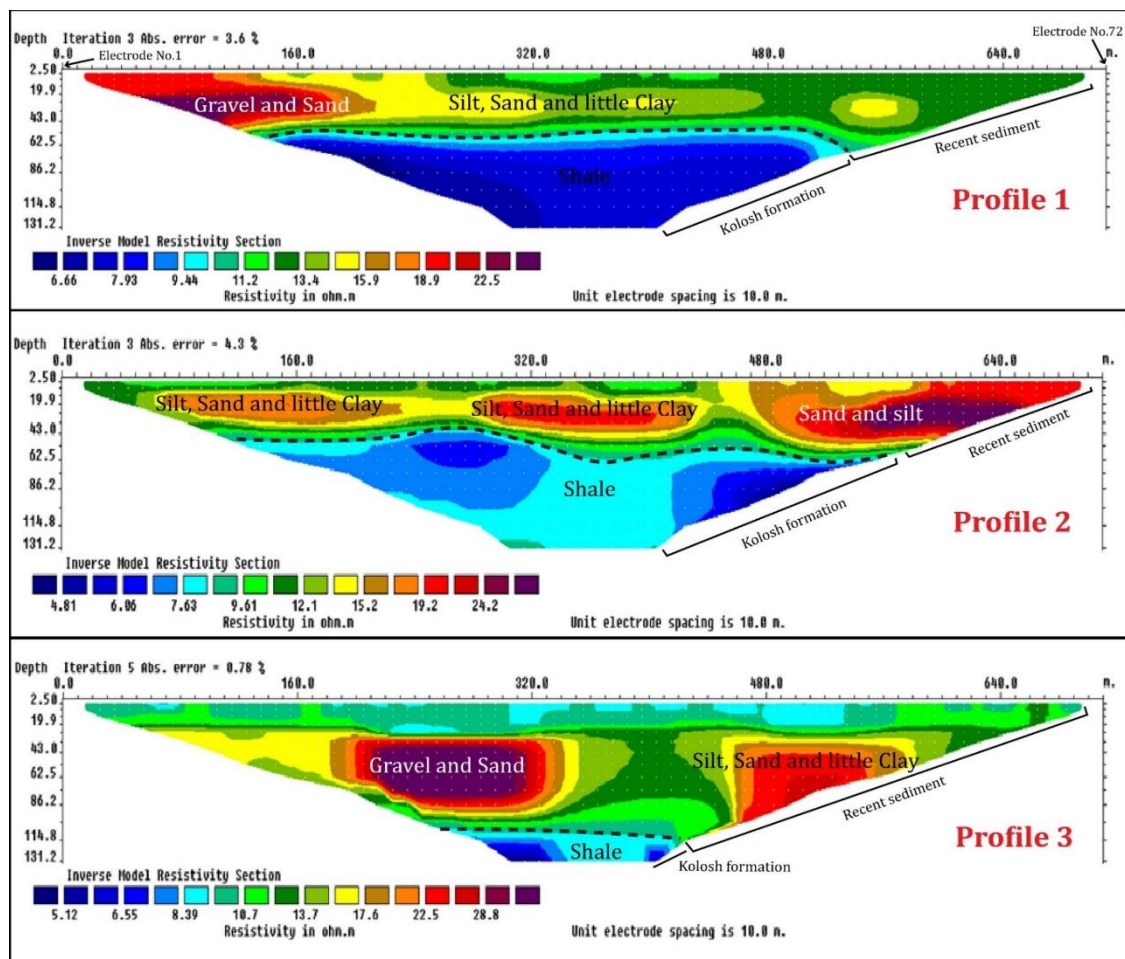 Depth Iteration 3 Abs. error = 3.6 %
Electrode No.72
0.0 Electrode No.1 160.0 320.0 480.0 640.0 m.
2.50
19.9
43.0
62.5
86.2
114.8
131.2
Gravel and Sand
Silt, Sand and little Clay
Shale
Recent sediment
Kolosh formation
Profile 1
Inverse Model Resistivity Section
6.66 7.93 9.44 11.2 13.4 15.9 18.9 22.5
Resistivity in ohm.m Unit electrode spacing is 10.0 m.
Depth Iteration 3 Abs. error = 4.3 %
0.0 160.0 320.0 480.0 640.0 m.
2.50
19.9
43.0
62.5
86.2
114.8
131.2
Silt, Sand and little Clay
Silt, Sand and little Clay
Sand and silt
Shale
Recent sediment
Kolosh formation
Profile 2
Inverse Model Resistivity Section
4.81 6.06 7.63 9.61 12.1 15.2 19.2 24.2
Resistivity in ohm.m Unit electrode spacing is 10.0 m.
Depth Iteration 5 Abs. error = 0.78 %
0.0 160.0 320.0 480.0 640.0 m.
2.50
19.9
43.0
62.5
86.2
114.8
131.2
Gravel and Sand
Silt, Sand and little Clay
Shale
Recent sediment
Kolosh formation
Profile 3
Inverse Model Resistivity Section
5.12 6.55 8.39 10.7 13.7 17.6 22.5 28.8
Resistivity in ohm.m Unit electrode spacing is 10.0 m.